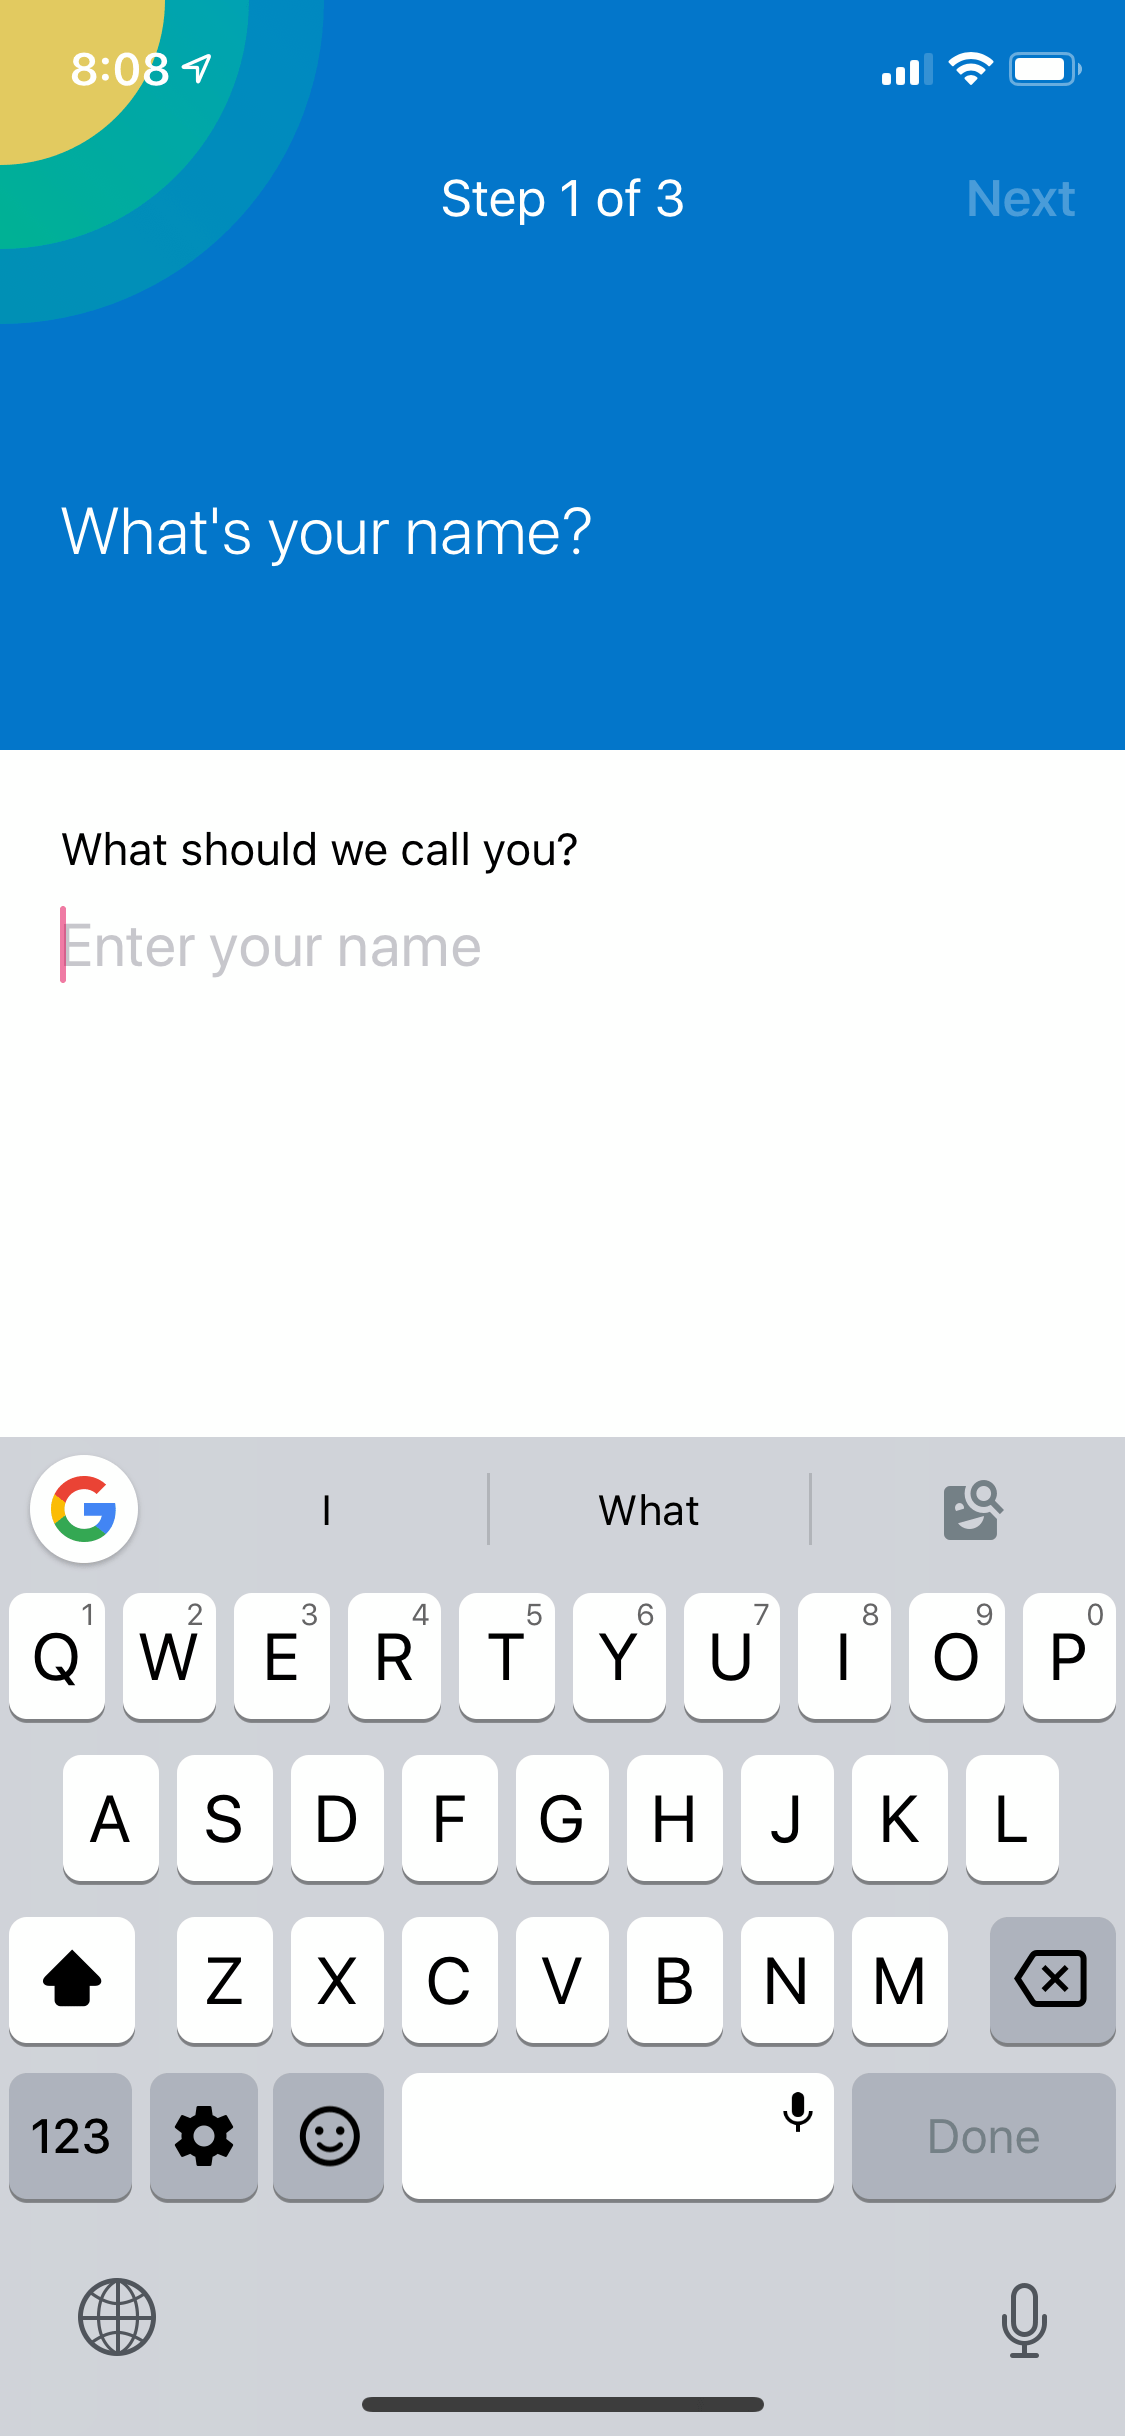 8:08
Step 1 of 3
Next
What's your name?
What should we call you?
Enter your name
I
What
1 2 3 4 5 6 7 8 9 0
Q W E R T Y U I O P
A S D F G H J K L
Z X C V B N M
123
Done